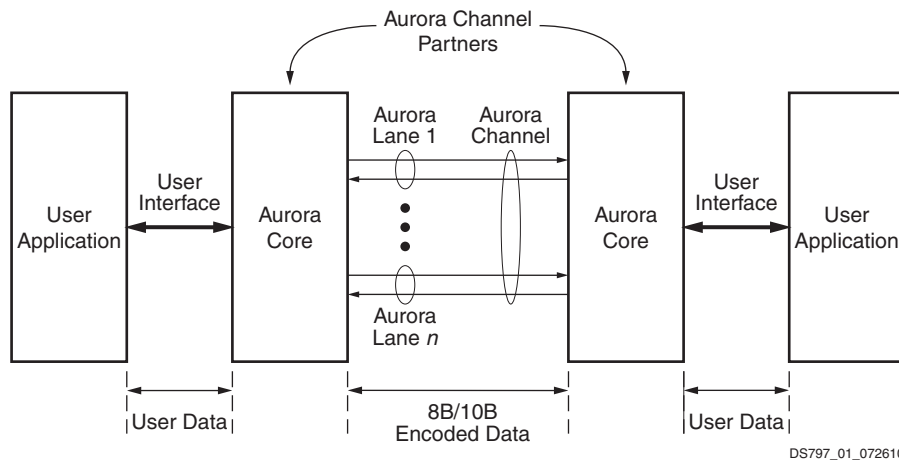 Aurora Channel
Partners
Aurora
Lane 1
Aurora
Channel
User
Interface
User
Interface
User
Application
Aurora
Core
Aurora
Core
User
Application
Aurora
Lane n
User Data
8B/10B
Encoded Data
User Data
DS797_01_072610